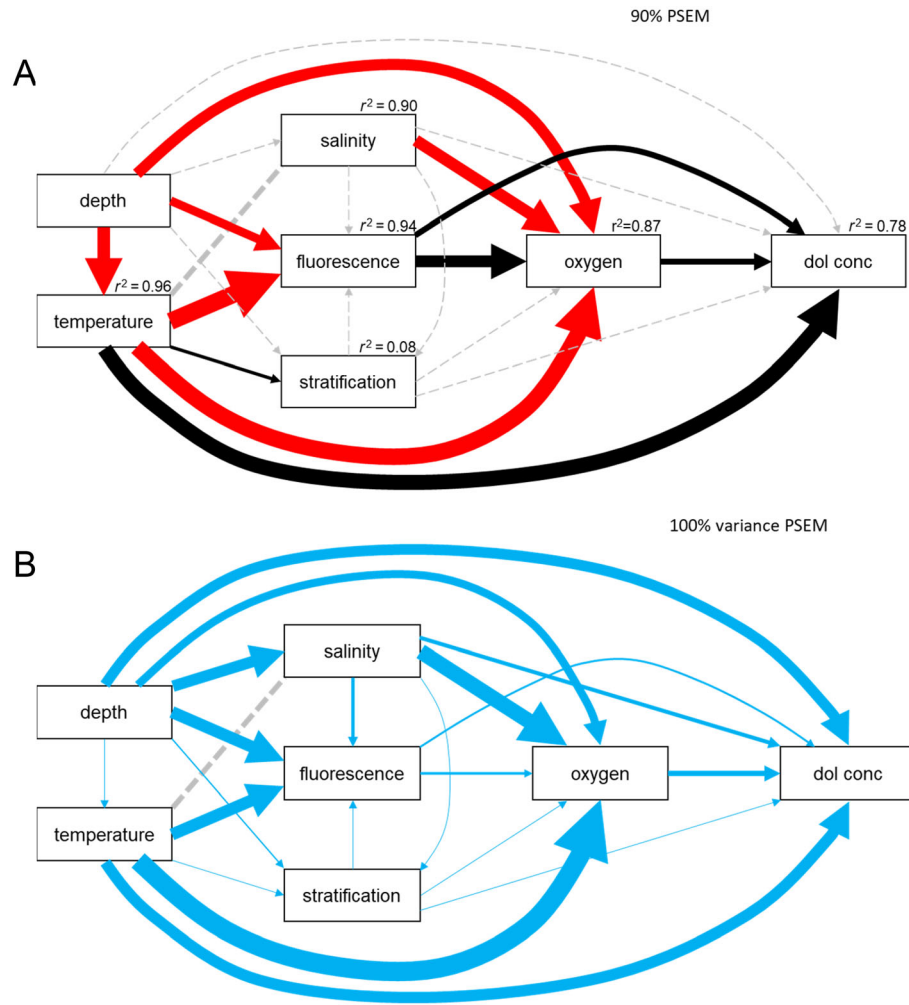 90% PSEM
A
r² = 0.90
salinity
depth
r² = 0.94
fluorescence
r²=0.87
oxygen
r² = 0.78
dol conc
r² = 0.96
temperature
r² = 0.08
stratification
100% variance PSEM
B
salinity
depth
fluorescence
oxygen
dol conc
temperature
stratification